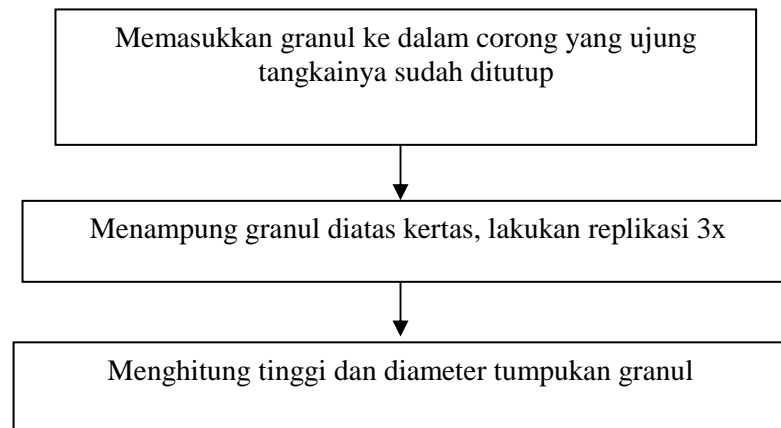 Memasukkan granul ke dalam corong yang ujung
tangkainya sudah ditutup
Menampung granul diatas kertas, lakukan replikasi 3x
Menghitung tinggi dan diameter tumpukan granul